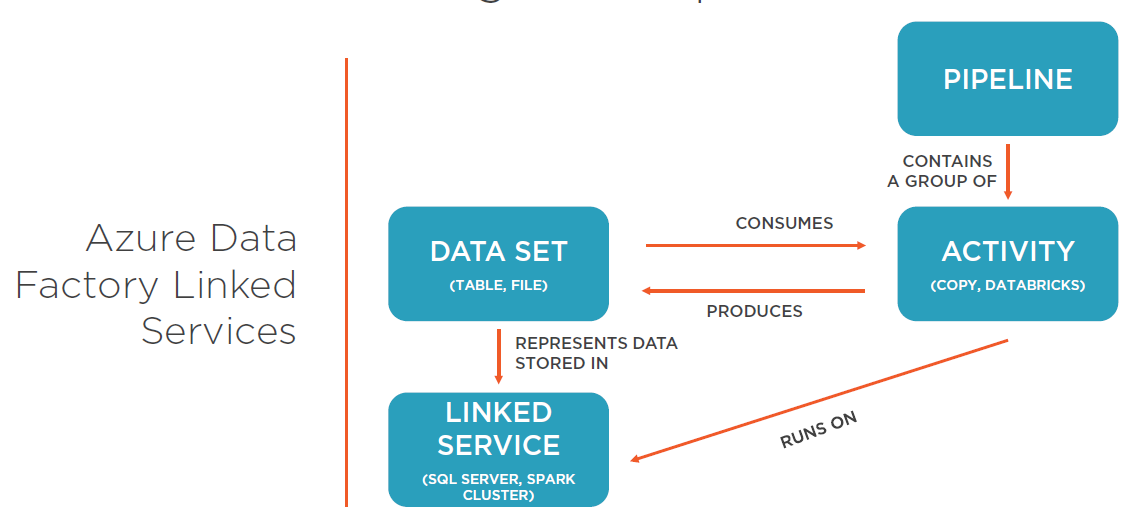 Azure Data
Factory Linked
Services
PIPELINE
CONTAINS
A GROUP OF
DATA SET
(TABLE, FILE)
CONSUMES
PRODUCES
ACTIVITY
(COPY, DATABRICKS)
REPRESENTS DATA
STORED IN
RUNS ON
LINKED
SERVICE
(SQL SERVER, SPARK
CLUSTER)